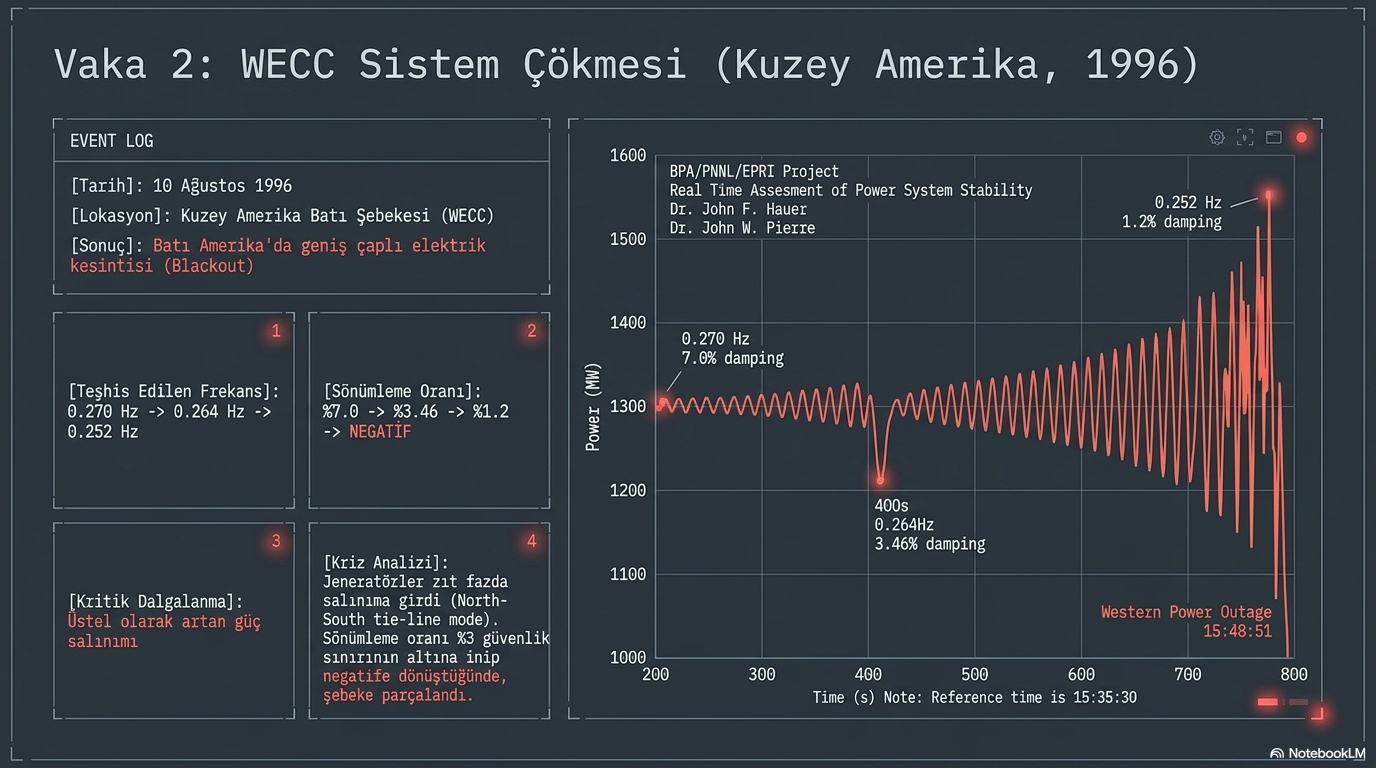 Vaka 2: WECC Sistem Çökmesi (Kuzey Amerika, 1996)
EVENT LOG
[Tarih]: 10 Ağustos 1996
[Lokasyon]: Kuzey Amerika Batı Şebekesi (WECC)
[Sonuç]: Batı Amerika'da geniş çaplı elektrik
kesintisi (Blackout)
1
[Teşhis Edilen Frekans]:
0.270 Hz -> 0.264 Hz ->
0.252 Hz
2
[Sönümleme Oranı]:
%7.0 -> %3.46 -> %1.2
-> NEGATİF
3
[Kritik Dalgalanma]:
Üstel olarak artan güç
salınımı
4
[Kriz Analizi]:
Jeneratörler zıt fazda
salınıma girdi (North-
South tie-line mode).
Sönümleme oranı %3 güvenlik
sınırının altına inip
negatife dönüştüğünde,
şebeke parçalandı.
BPA/PNNL/EPRI Project
Real Time Assesment of Power System Stability
Dr. John F. Hauer
Dr. John W. Pierre
0.252 Hz
1.2% damping
0.270 Hz
7.0% damping
400s
0.264Hz
3.46% damping
Western Power Outage
15:48:51
Power (MW)
1600
1500
1400
1300
1200
1100
1000
200 300 400 500 600 700 800
Time (s) Note: Reference time is 15:35:30
NotebookLM